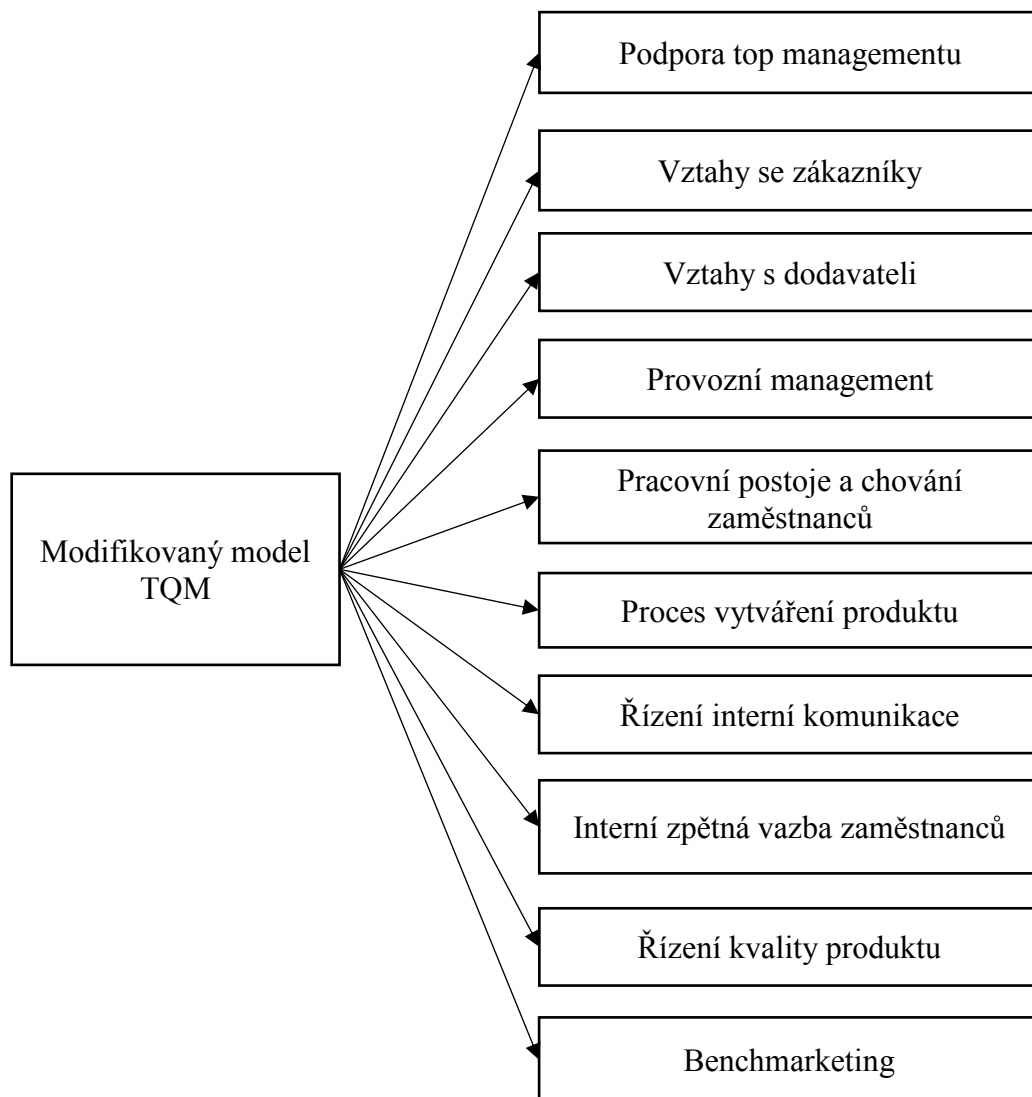 Podpora top managementu
Vztahy se zákazníky
Vztahy s dodavateli
Provozní management
Pracovní postoje a chování
zaměstnanců
Modifikovaný model
TQM
Proces vytváření produktu
Řízení interní komunikace
Interní zpětná vazba zaměstnanců
Řízení kvality produktu
Benchmarketing